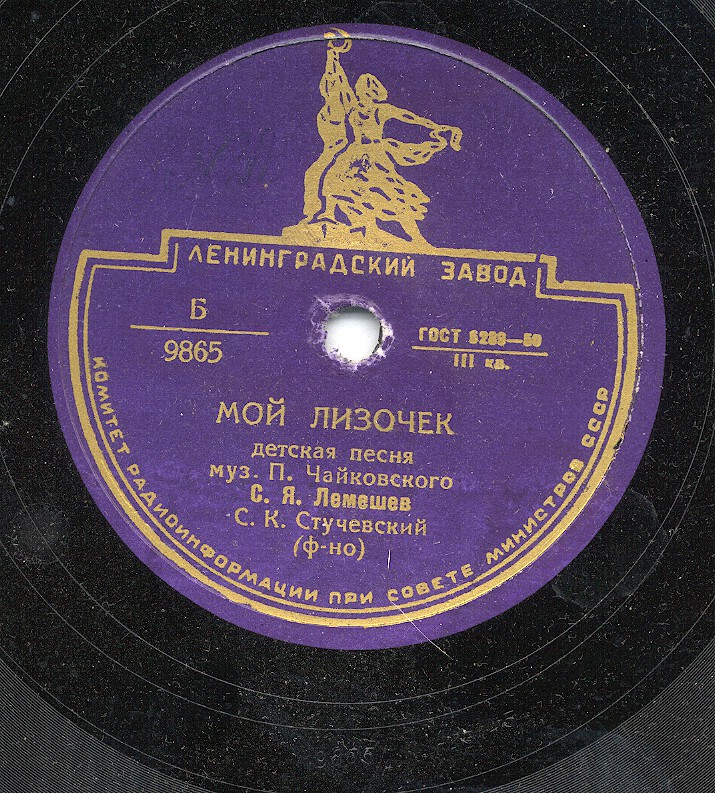 ЛЕНИНГРАДСКИЙ ЗАВОД
Б
9865
ГОСТ 5289—50
III кв.
МОЙ ЛИЗОЧЕК
детская песня
муз. П. Чайковского
С. Я. Лемешев
С. К. Стучевский
(ф-но)
КОМИТЕТ РАДИОИНФОРМАЦИИ ПРИ СОВЕТЕ МИНИСТРОВ СССР